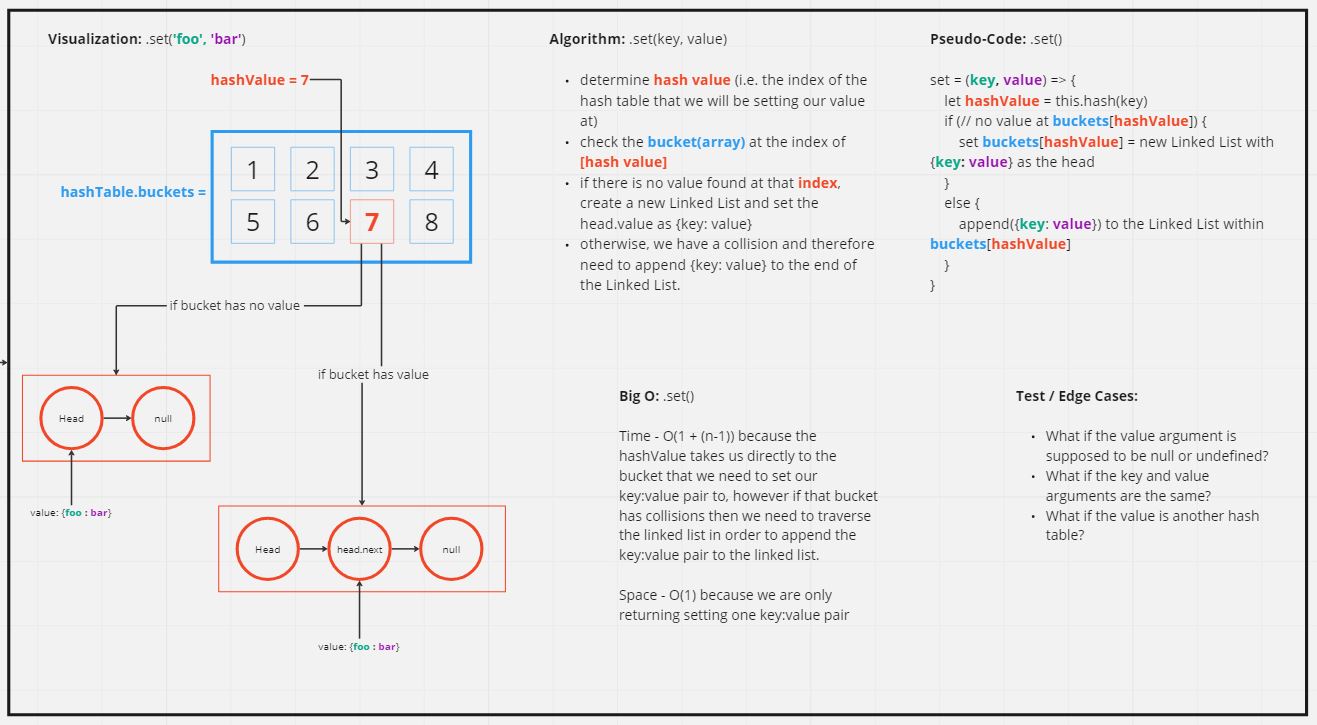 Visualization: .set('foo', 'bar')
hashValue = 7
hashTable.buckets =
1 2 3 4
5 6 7 8
if bucket has no value
if bucket has value
Head
null
value: {foo : bar}
Head
head.next
null
value: {foo : bar}
Algorithm: .set(key, value)
• determine hash value (i.e. the index of the
hash table that we will be setting our value
at)
• check the bucket(array) at the index of
[hash value]
• if there is no value found at that index,
create a new Linked List and set the
head.value as {key: value}
• otherwise, we have a collision and therefore
need to append {key: value} to the end of
the Linked List.
Pseudo-Code: .set()
set = (key, value) => {
let hashValue = this.hash(key)
if (// no value at buckets[hashValue]) {
set buckets[hashValue] = new Linked List with
{key: value} as the head
}
else {
append({key: value}) to the Linked List within
buckets[hashValue]
}
}
Big O: .set()
Time - O(1 + (n-1)) because the
hashValue takes us directly to the
bucket that we need to set our
key:value pair to, however if that bucket
has collisions then we need to traverse
the linked list in order to append the
key:value pair to the linked list.
Space - O(1) because we are only
returning setting one key:value pair
Test / Edge Cases:
• What if the value argument is
supposed to be null or undefined?
• What if the key and value
arguments are the same?
• What if the value is another hash
table?